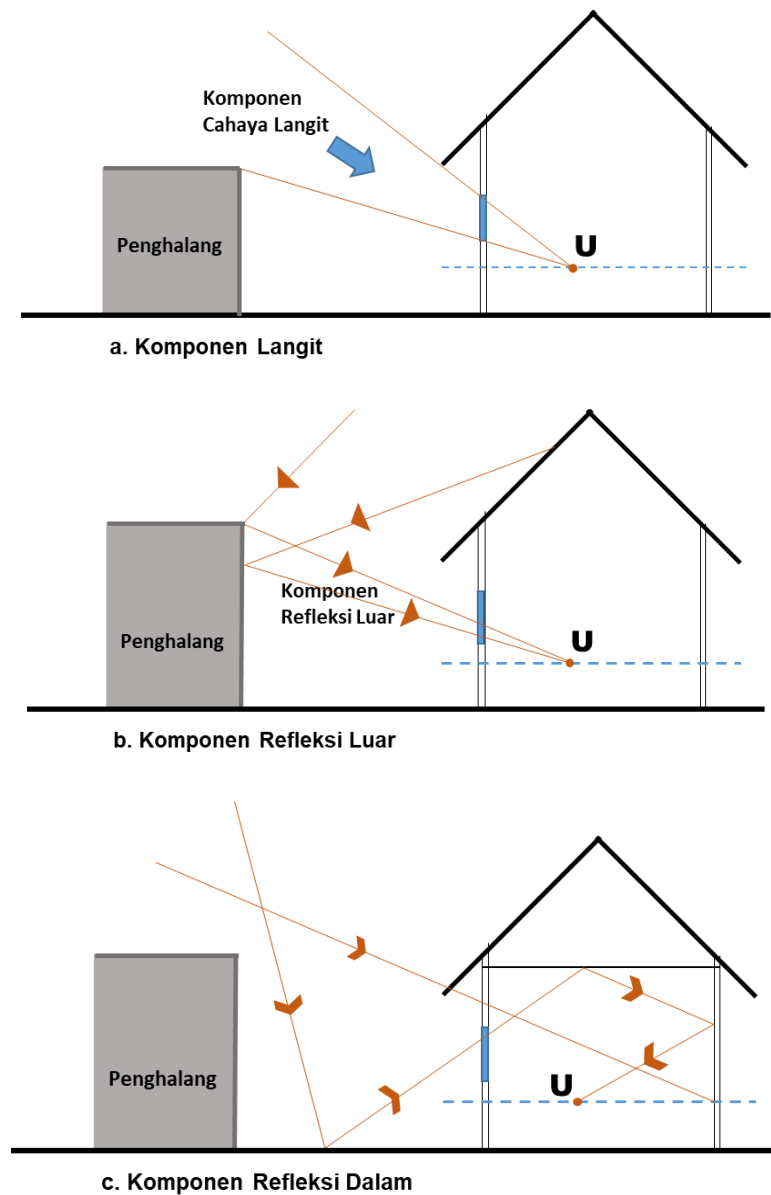 Komponen
Cahaya Langit
Penghalang
U
a. Komponen Langit
Komponen
Refleksi Luar
Penghalang
U
b. Komponen Refleksi Luar
Penghalang
U
c. Komponen Refleksi Dalam